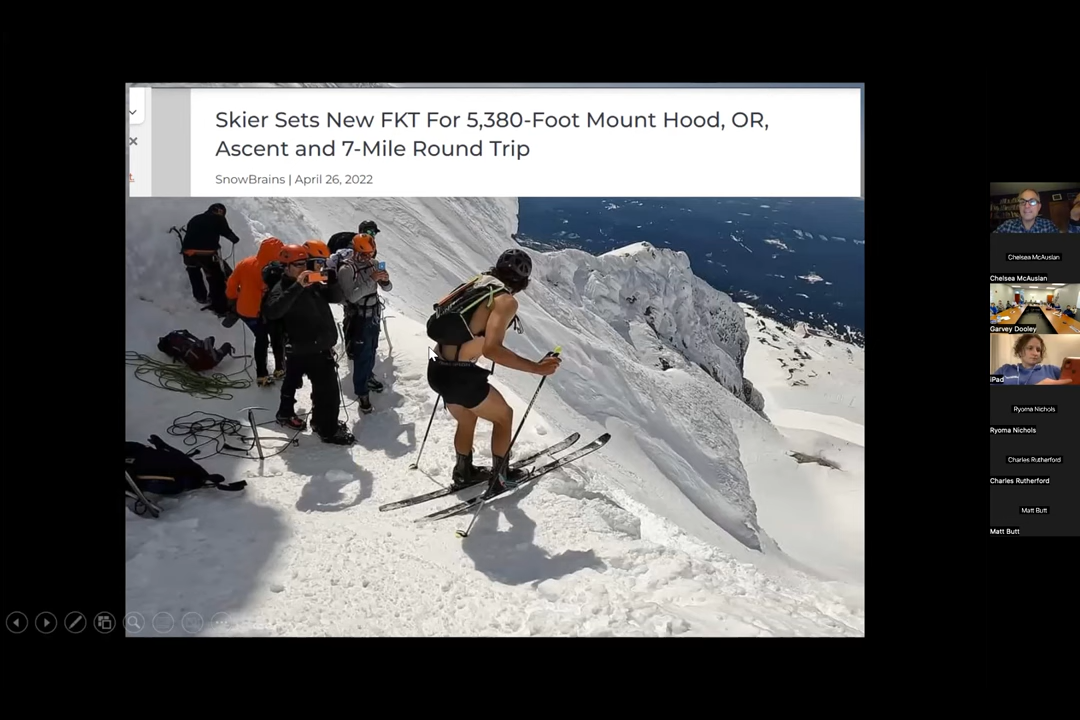 Skier Sets New FKT For 5,380-Foot Mount Hood, OR,
Ascent and 7-Mile Round Trip
SnowBrains | April 26, 2022
Chelsea McAuslan
Chelsea McAuslan
Garvey Dooley
iPad
Ryoma Nichols
Ryoma Nichols
Charles Rutherford
Charles Rutherford
Matt Butt
Matt Butt